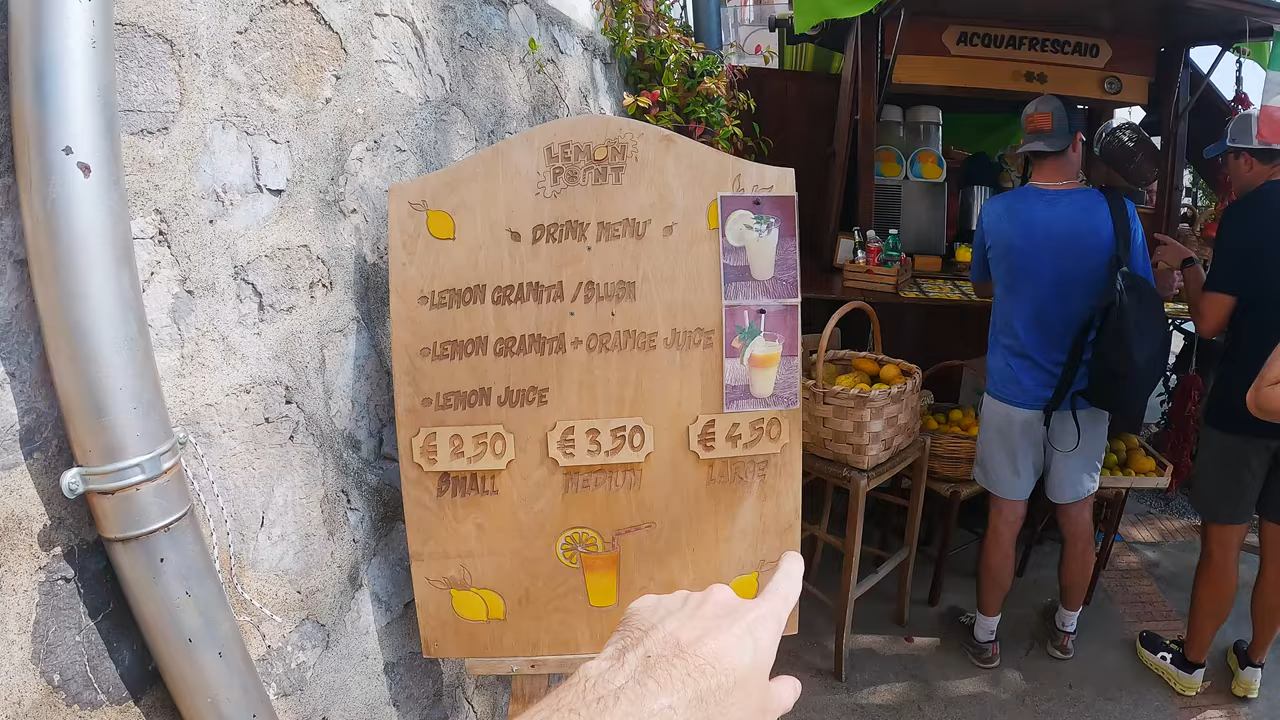 ACQUAFRESCAIO
LEMON
POINT
DRINK MENU'
LEMON GRANITA / SLUSH
LEMON GRANITA + ORANGE JUICE
LEMON JUICE
€ 2,50
€ 3,50
€ 4,50
SMALL
MEDIUM
LARGE